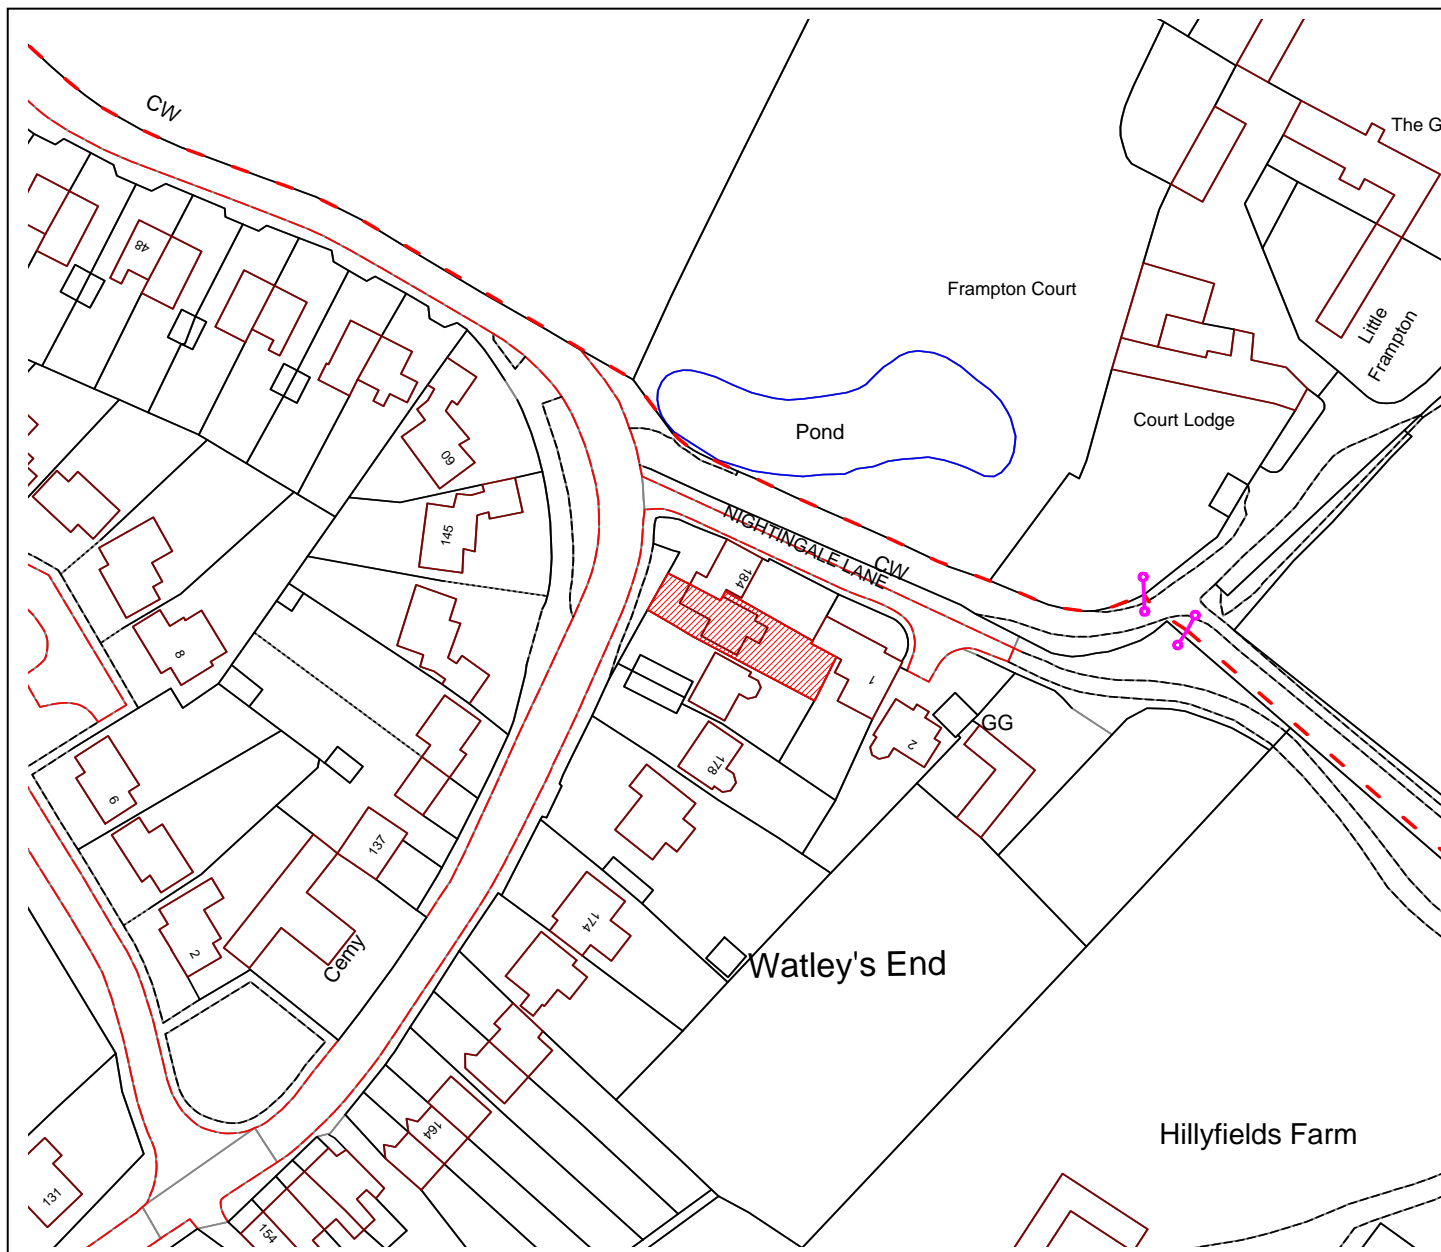 CW
The G
48
Frampton Court
Little
Frampton
Pond
Court Lodge
60
145
NIGHTINGALE LANE
CW
184
8
1
2
GG
178
6
137
174
2
Cemy
Watley's End
164
Hillyfields Farm
131
154